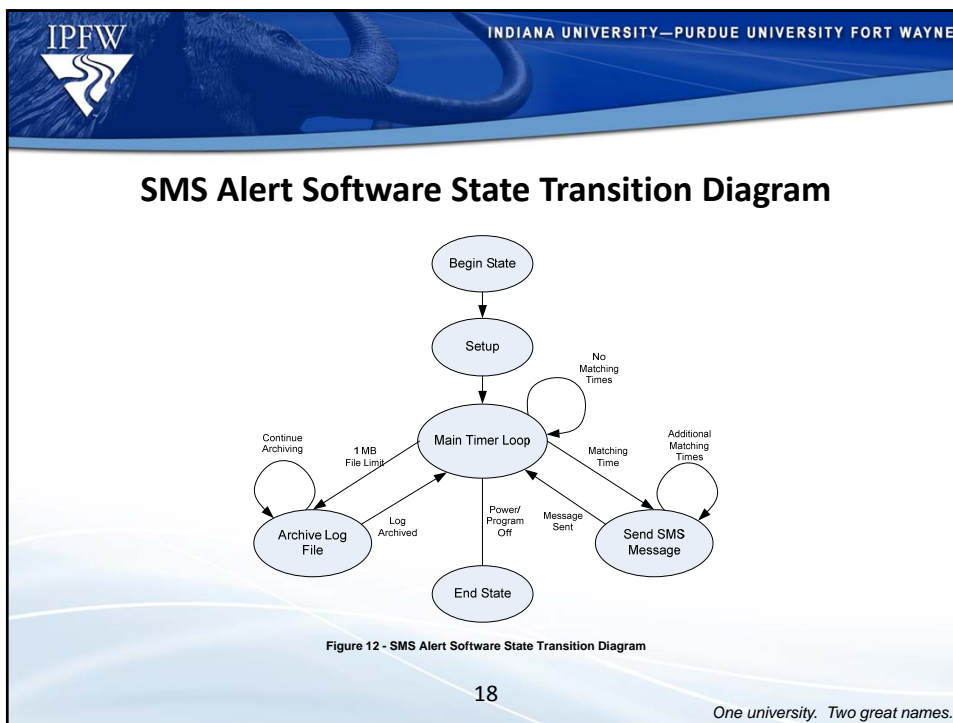 IPFW
INDIANA UNIVERSITY—PURDUE UNIVERSITY FORT WAYNE
SMS Alert Software State Transition Diagram
Begin State
Setup
No
Matching
Times
Main Timer Loop
Continue
Archiving
1 MB
File Limit
Matching
Time
Additional
Matching
Times
Log
Archived
Power/
Program
Off
Message
Sent
Archive Log
File
Send SMS
Message
End State
Figure 12 - SMS Alert Software State Transition Diagram
18
One university. Two great names.